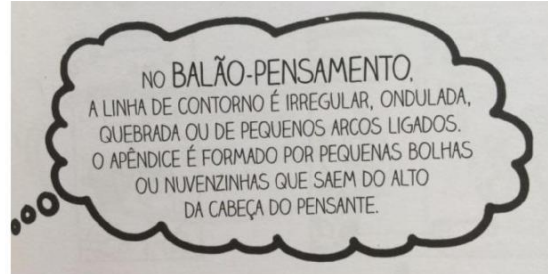 NO BALÃO-PENSAMENTO,
A LINHA DE CONTORNO É IRREGULAR, ONDULADA,
QUEBRADA OU DE PEQUENOS ARCOS LIGADOS.
O APÊNDICE É FORMADO POR PEQUENAS BOLHAS
OU NUVENZINHAS QUE SAEM DO ALTO
DA CABEÇA DO PENSANTE.